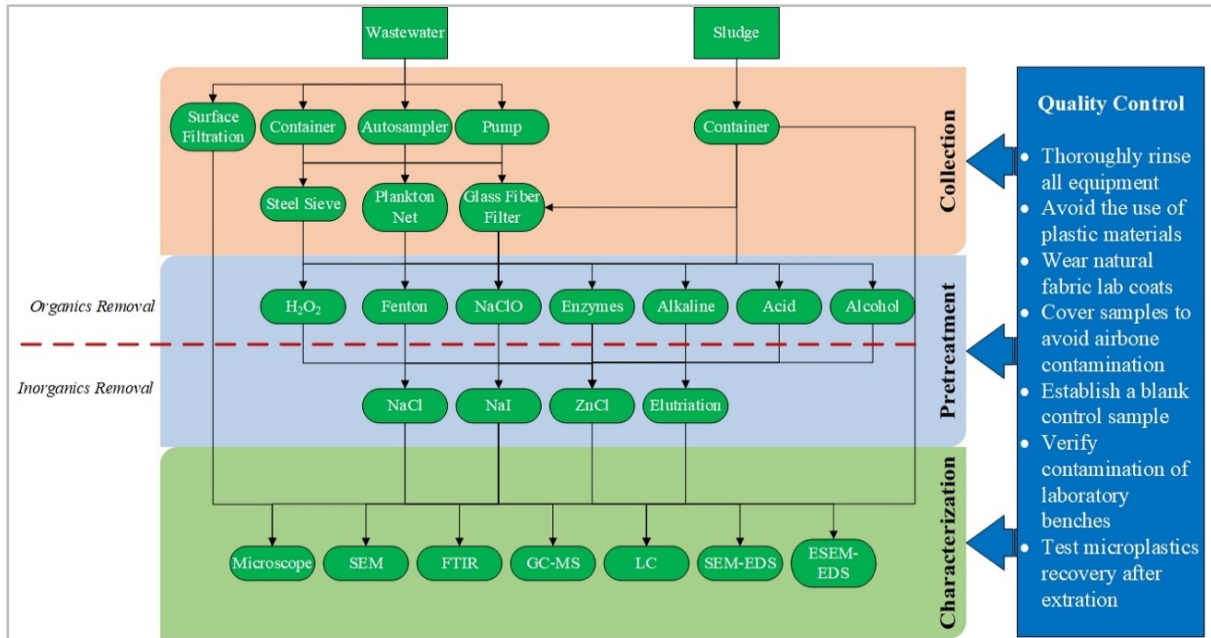 Wastewater
Sludge
Surface
Filtration
Container
Autosampler
Pump
Container
Steel Sieve
Plankton
Net
Glass Fiber
Filter
Collection
Organics Removal
H₂O₂
Fenton
NaClO
Enzymes
Alkaline
Acid
Alcohol
Inorganics Removal
NaCl
NaI
ZnCl
Elutriation
Pretreatment
Microscope
SEM
FTIR
GC-MS
LC
SEM-EDS
ESEM-
EDS
Characterization
Quality Control
• Thoroughly rinse
all equipment
• Avoid the use of
plastic materials
• Wear natural
fabric lab coats
• Cover samples to
avoid airbone
contamination
• Establish a blank
control sample
• Verify
contamination of
laboratory
benches
• Test microplastics
recovery after
extration